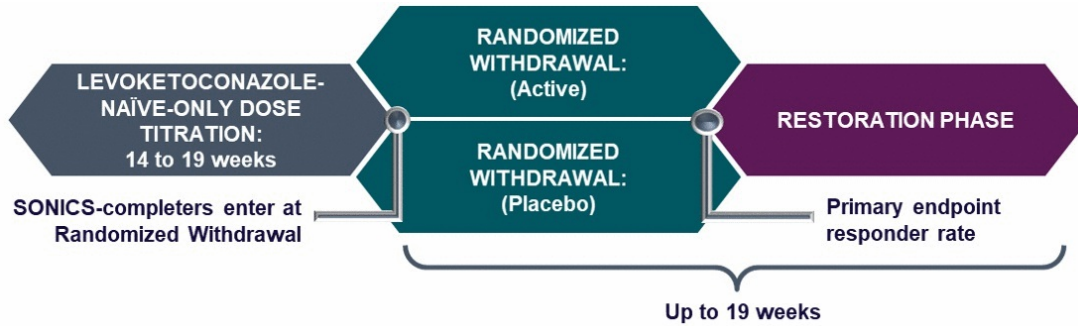 LEVOKETOCONAZOLE-
NAÏVE-ONLY DOSE
TITRATION:
14 to 19 weeks
RANDOMIZED
WITHDRAWAL:
(Active)
RANDOMIZED
WITHDRAWAL:
(Placebo)
RESTORATION PHASE
SONICS-completers enter at
Randomized Withdrawal
Primary endpoint
responder rate
Up to 19 weeks